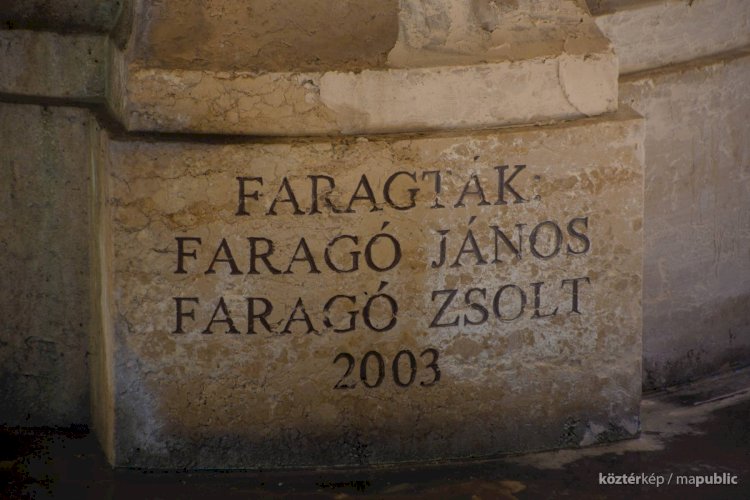 FARAGTÁK:
FARAGÓ JÁNOS
FARAGÓ ZSOLT
2003
köztérkép / mapublic